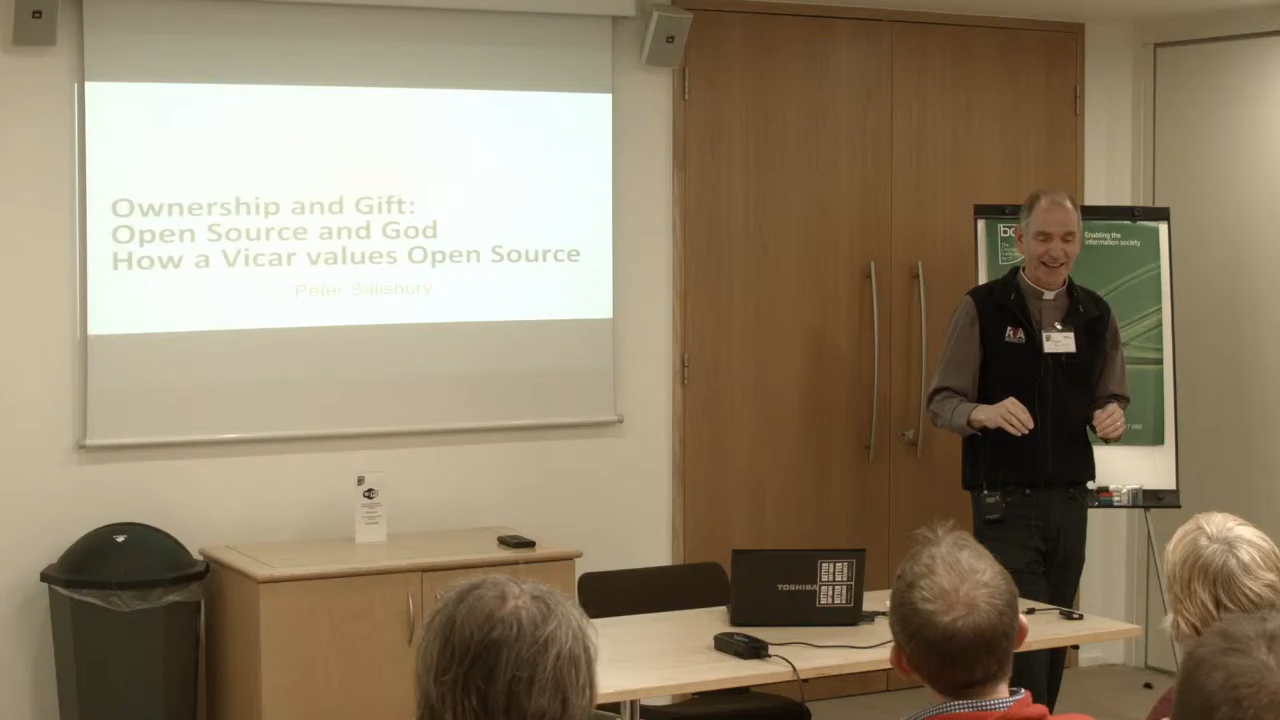 Ownership and Gift:
Open Source and God
How a Vicar values Open Source
Peter Salisbury
Enabling the
information society
TOSHIBA